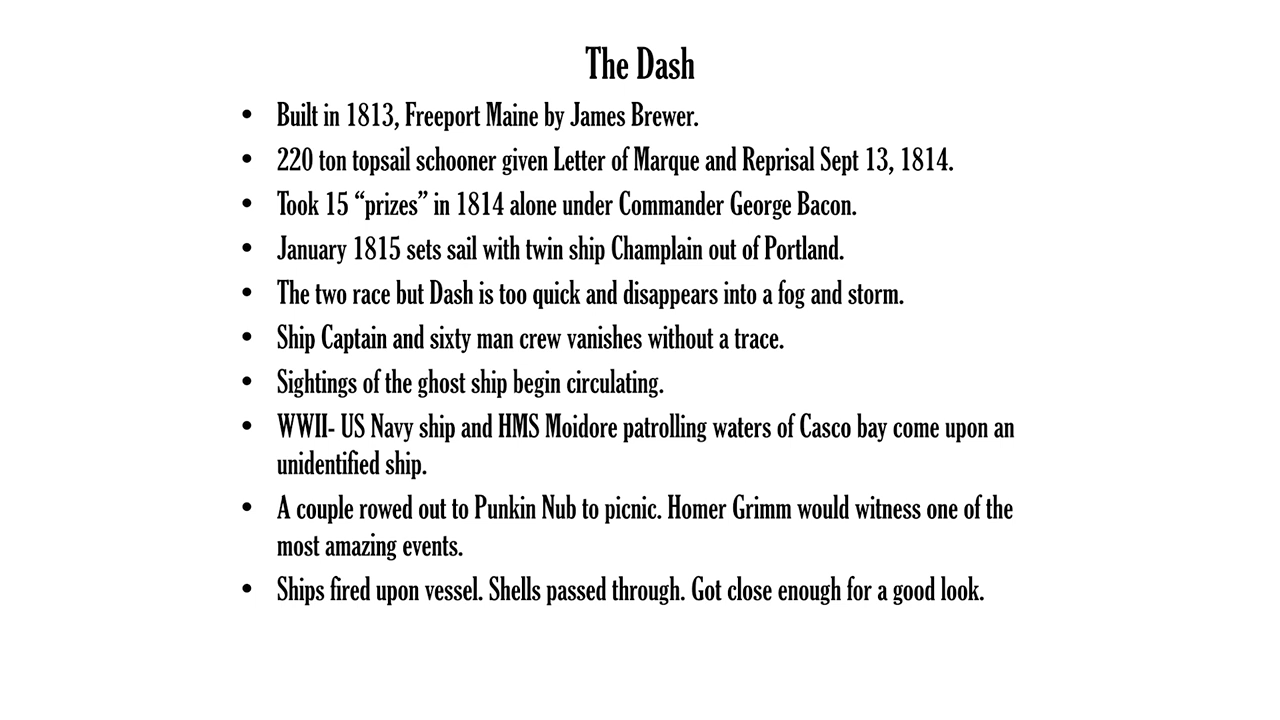 The Dash
• Built in 1813, Freeport Maine by James Brewer.
• 220 ton topsail schooner given Letter of Marque and Reprisal Sept 13, 1814.
• Took 15 “prizes” in 1814 alone under Commander George Bacon.
• January 1815 sets sail with twin ship Champlain out of Portland.
• The two race but Dash is too quick and disappears into a fog and storm.
• Ship Captain and sixty man crew vanishes without a trace.
• Sightings of the ghost ship begin circulating.
• WWII- US Navy ship and HMS Moidore patrolling waters of Casco bay come upon an
unidentified ship.
• A couple rowed out to Punkin Nub to picnic. Homer Grimm would witness one of the
most amazing events.
• Ships fired upon vessel. Shells passed through. Got close enough for a good look.